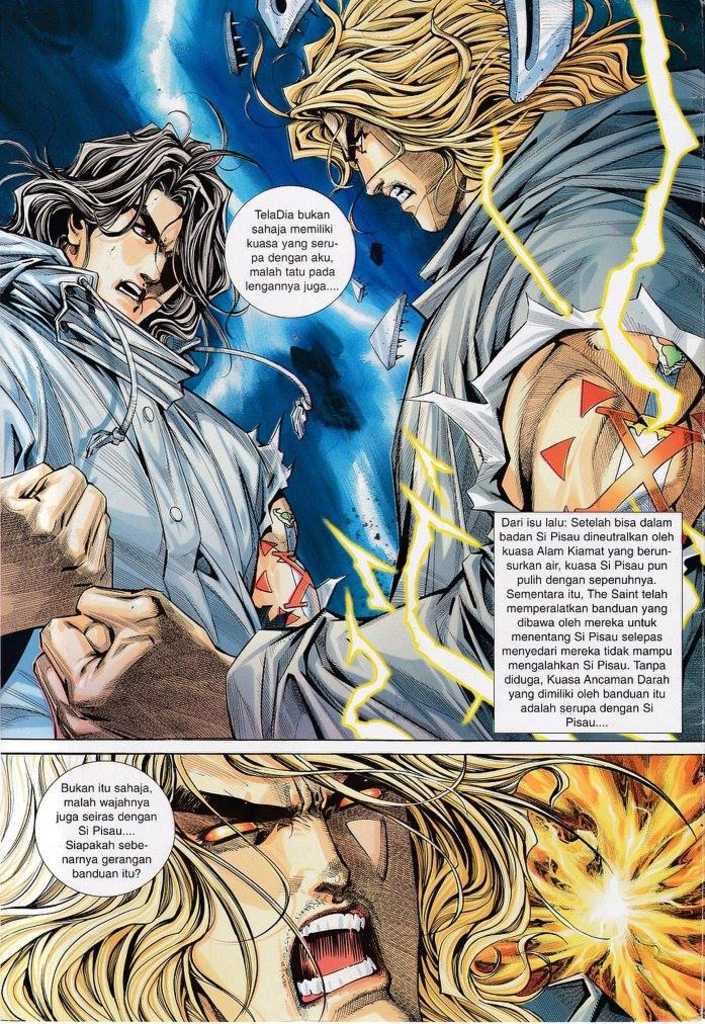 TelaDia bukan
sahaja memiliki
kuasa yang seru-
pa dengan aku,
malah tatu pada
lengannya juga....
Dari isu lalu: Setelah bisa dalam
badan Si Pisau dineutralkan oleh
kuasa Alam Kiamat yang berun-
surkan air, kuasa Si Pisau pun
pulih dengan sepenuhnya.
Sementara itu, The Saint telah
memperalatkan banduan yang
dibawa oleh mereka untuk
menentang Si Pisau selepas
menyedari mereka tidak mampu
mengalahkan Si Pisau. Tanpa
diduga, Kuasa Ancaman Darah
yang dimiliki oleh banduan itu
adalah serupa dengan Si
Pisau....
Bukan itu sahaja,
malah wajahnya
juga seiras dengan
Si Pisau....
Siapakah sebe-
narnya gerangan
banduan itu?